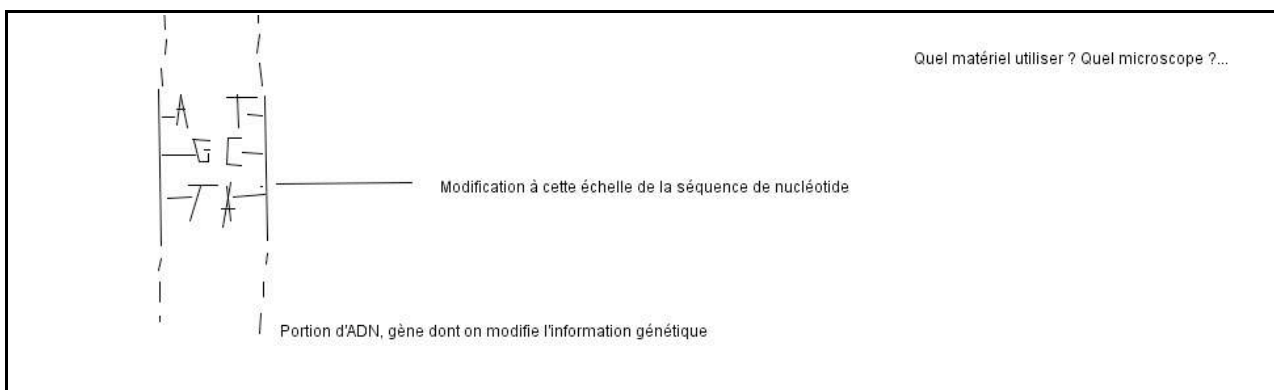 Quel matériel utiliser ? Quel microscope ?...
A T
G C
T A
Modification à cette échelle de la séquence de nucléotide
Portion d'ADN, gène dont on modifie l'information génétique